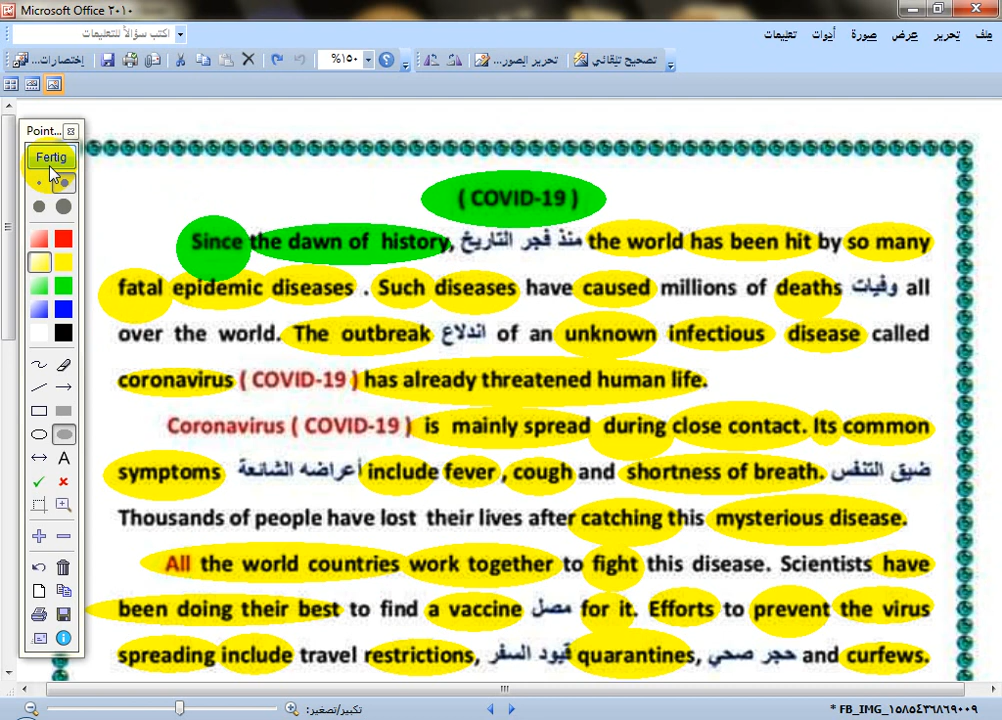 Microsoft Office ٢٠١٠
اكتب سؤالاً للتعليمات
ملف تحرير عرض صورة أدوات تعليمات
إختصارات... %١٥٠ تحرير الصور... تصحيح تلقائي
Point...
Fertig
A
( COVID-19 )
Since the dawn of history, منذ فجر التاريخ the world has been hit by so many
fatal epidemic diseases . Such diseases have caused millions of deaths وفيات all
over the world. The outbreak اندلاع of an unknown infectious disease called
coronavirus ( COVID-19 ) has already threatened human life.
Coronavirus ( COVID-19 ) is mainly spread during close contact. Its common
symptoms أعراضه الشائعة include fever , cough and shortness of breath. ضيق التنفس
Thousands of people have lost their lives after catching this mysterious disease.
All the world countries work together to fight this disease. Scientists have
been doing their best to find a vaccine مصل for it. Efforts to prevent the virus
spreading include travel restrictions, قيود السفر quarantines, حجر صحي and curfews.
تكبير/تصغير: FB_IMG_١٥٨٥٤٣٦٨٦٩٠٠٩ *